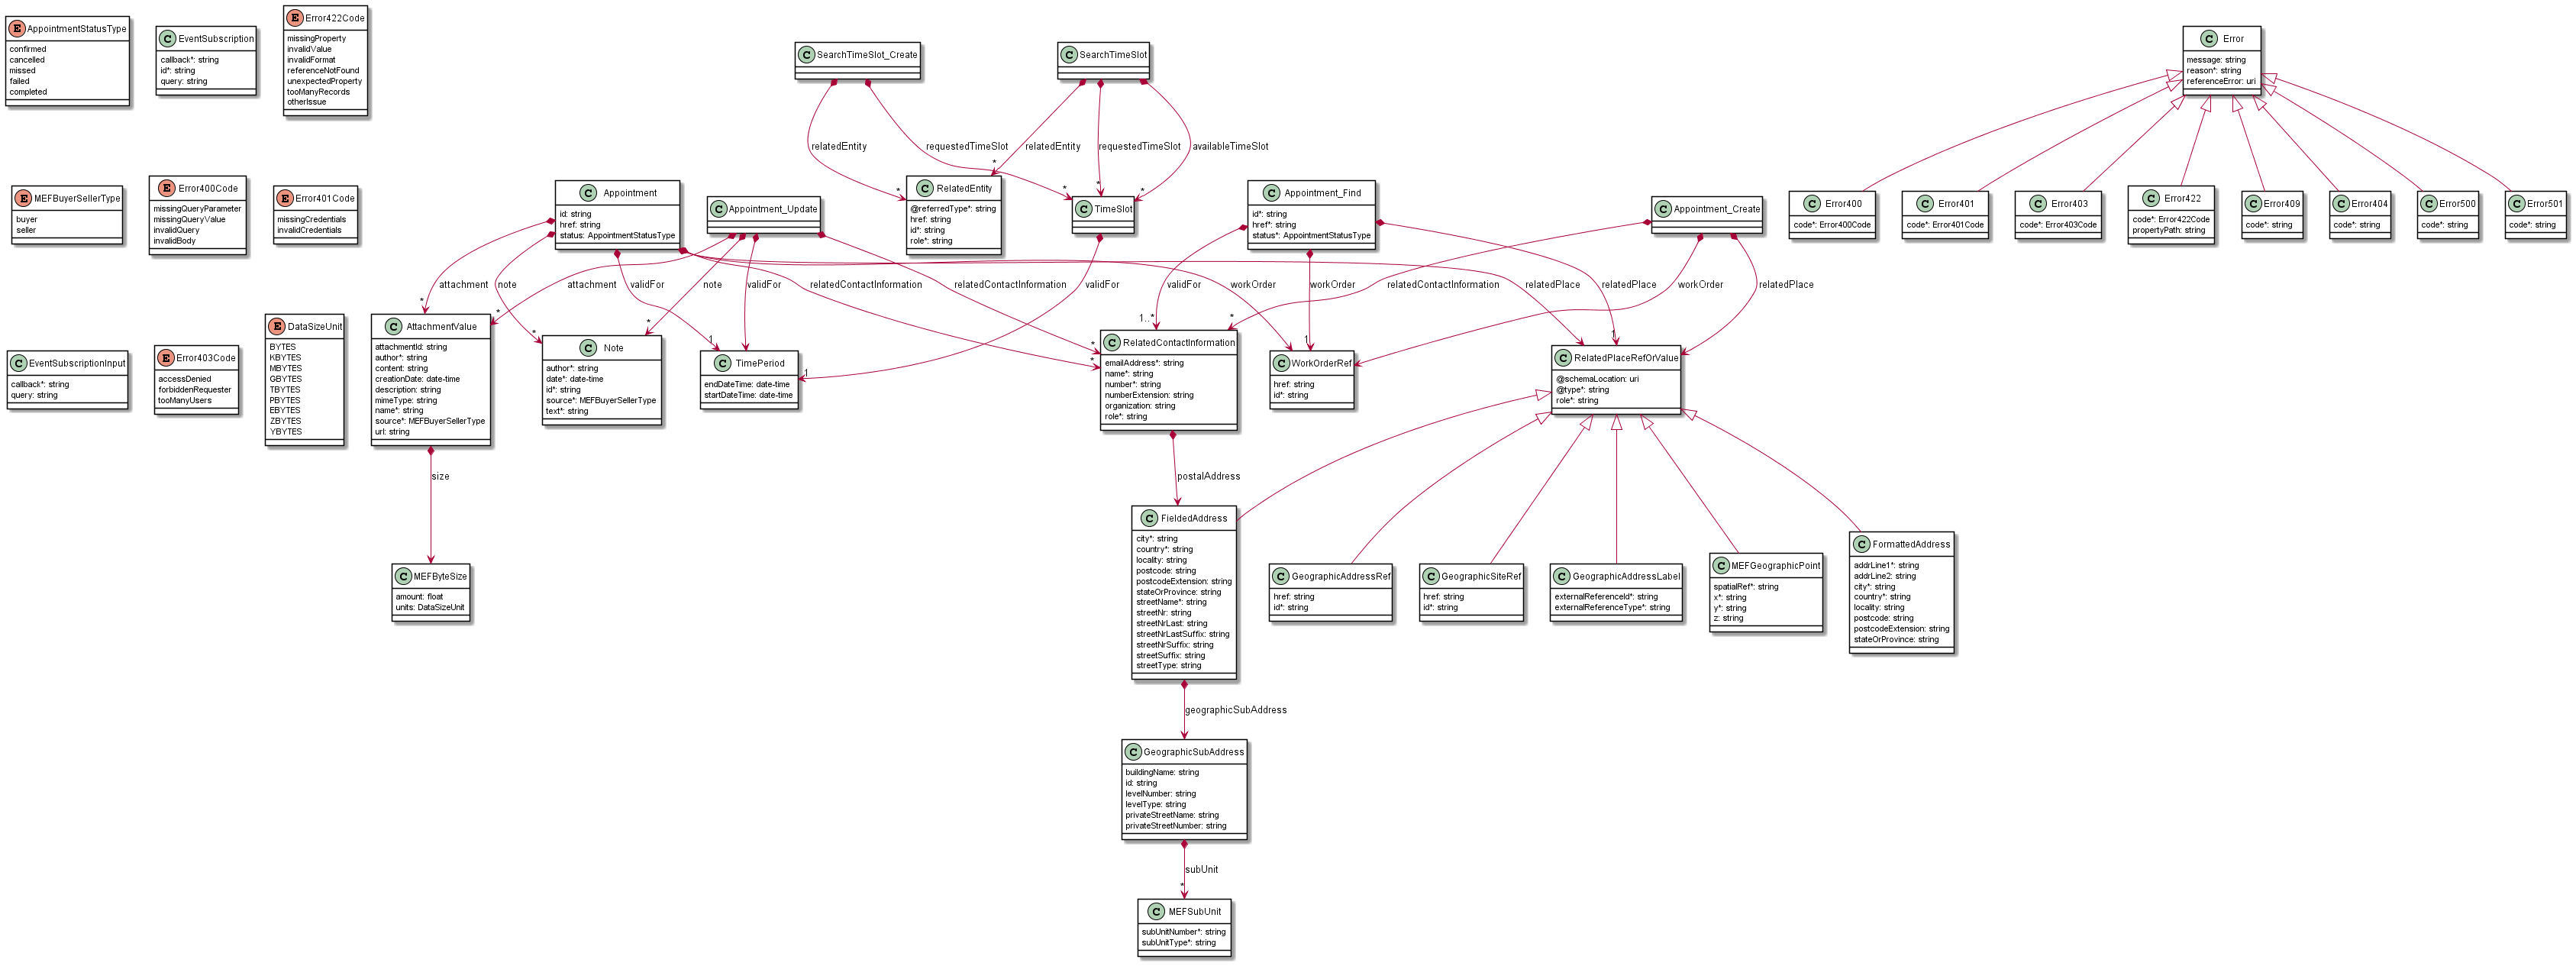 E AppointmentStatusType
confirmed
cancelled
missed
failed
completed
C EventSubscription
callback*: string
id*: string
query: string
E Error422Code
missingProperty
invalidValue
invalidFormat
referenceNotFound
unexpectedProperty
tooManyRecords
otherIssue
C SearchTimeSlot_Create
C SearchTimeSlot
C Error
message: string
reason*: string
referenceError: uri
relatedEntity
requestedTimeSlot
relatedEntity
requestedTimeSlot
availableTimeSlot
*
*
*
*
*
E MEFBuyerSellerType
buyer
seller
E Error400Code
missingQueryParameter
missingQueryValue
invalidQuery
invalidBody
E Error401Code
missingCredentials
invalidCredentials
C Appointment
id: string
href: string
status: AppointmentStatusType
C Appointment_Update
C RelatedEntity
@referredType*: string
href: string
id*: string
role*: string
C TimeSlot
C Appointment_Find
id*: string
href*: string
status*: AppointmentStatusType
C Appointment_Create
C Error400
code*: Error400Code
C Error401
code*: Error401Code
C Error403
code*: Error403Code
C Error422
code*: Error422Code
propertyPath: string
C Error409
code*: string
C Error404
code*: string
C Error500
code*: string
C Error501
code*: string
attachment
note
validFor
attachment
note
validFor
relatedContactInformation
relatedContactInformation
validFor
validFor
workOrder
workOrder
relatedContactInformation
relatedPlace
relatedPlace
workOrder
relatedPlace
*
*
*
*
1
*
*
1
1..*
*
1
1
C EventSubscriptionInput
callback*: string
query: string
E Error403Code
accessDenied
forbiddenRequester
tooManyUsers
E DataSizeUnit
BYTES
KBYTES
MBYTES
GBYTES
TBYTES
PBYTES
EBYTES
ZBYTES
YBYTES
C AttachmentValue
attachmentId: string
author*: string
content: string
creationDate: date-time
description: string
mimeType: string
name*: string
source*: MEFBuyerSellerType
url: string
C Note
author*: string
date*: date-time
id*: string
source*: MEFBuyerSellerType
text*: string
C TimePeriod
endDateTime: date-time
startDateTime: date-time
C RelatedContactInformation
emailAddress*: string
name*: string
number*: string
numberExtension: string
organization: string
role*: string
C WorkOrderRef
href: string
id*: string
C RelatedPlaceRefOrValue
@schemaLocation: uri
@type*: string
role*: string
size
postalAddress
C MEFByteSize
amount: float
units: DataSizeUnit
C FieldedAddress
city*: string
country*: string
locality: string
postcode: string
postcodeExtension: string
stateOrProvince: string
streetName*: string
streetNr: string
streetNrLast: string
streetNrLastSuffix: string
streetNrSuffix: string
streetSuffix: string
streetType: string
C GeographicAddressRef
href: string
id*: string
C GeographicSiteRef
href: string
id*: string
C GeographicAddressLabel
externalReferenceId*: string
externalReferenceType*: string
C MEFGeographicPoint
spatialRef*: string
x*: string
y*: string
z: string
C FormattedAddress
addrLine1*: string
addrLine2: string
city*: string
country*: string
locality: string
postcode: string
postcodeExtension: string
stateOrProvince: string
geographicSubAddress
C GeographicSubAddress
buildingName: string
id: string
levelNumber: string
levelType: string
privateStreetName: string
privateStreetNumber: string
subUnit
*
C MEFSubUnit
subUnitNumber*: string
subUnitType*: string